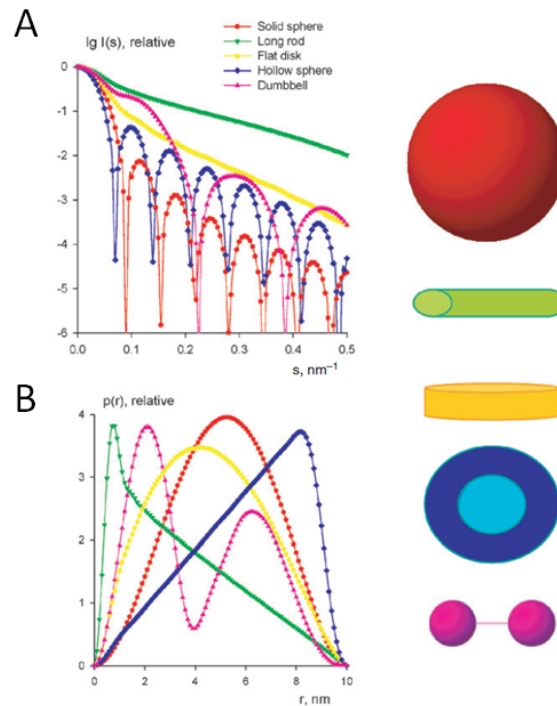 A
lg I(s), relative
Solid sphere
Long rod
Flat disk
Hollow sphere
Dumbbell
0
-1
-2
-3
-4
-5
-6
0.0 0.1 0.2 0.3 0.4 0.5
s, nm⁻¹
B
p(r), relative
4
3
2
1
0
0 2 4 6 8 10
r, nm